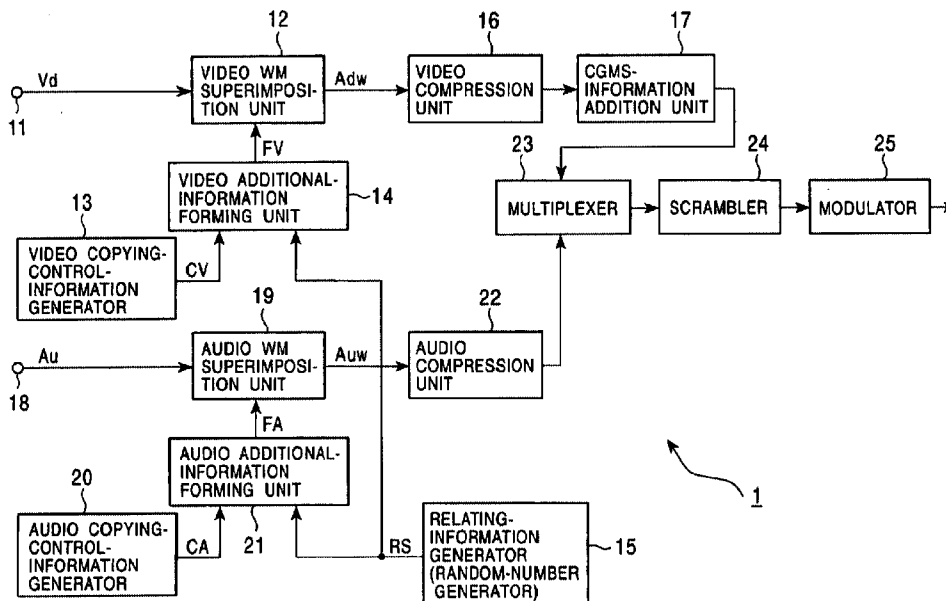 12
16
17
Vd
VIDEO WM
SUPERIMPOSI-
TION UNIT
Adw
VIDEO
COMPRESSION
UNIT
CGMS-
INFORMATION
ADDITION UNIT
11
FV
23
24
25
VIDEO ADDITIONAL-
INFORMATION
FORMING UNIT
14
MULTIPLEXER
SCRAMBLER
MODULATOR
13
VIDEO COPYING-
CONTROL-
INFORMATION
GENERATOR
CV
19
22
Au
AUDIO WM
SUPERIMPOSI-
TION UNIT
Auw
AUDIO
COMPRESSION
UNIT
18
FA
AUDIO ADDITIONAL-
INFORMATION
FORMING UNIT
1
20
AUDIO COPYING-
CONTROL-
INFORMATION
GENERATOR
CA
21
RS
RELATING-
INFORMATION
GENERATOR
(RANDOM-NUMBER
GENERATOR)
15